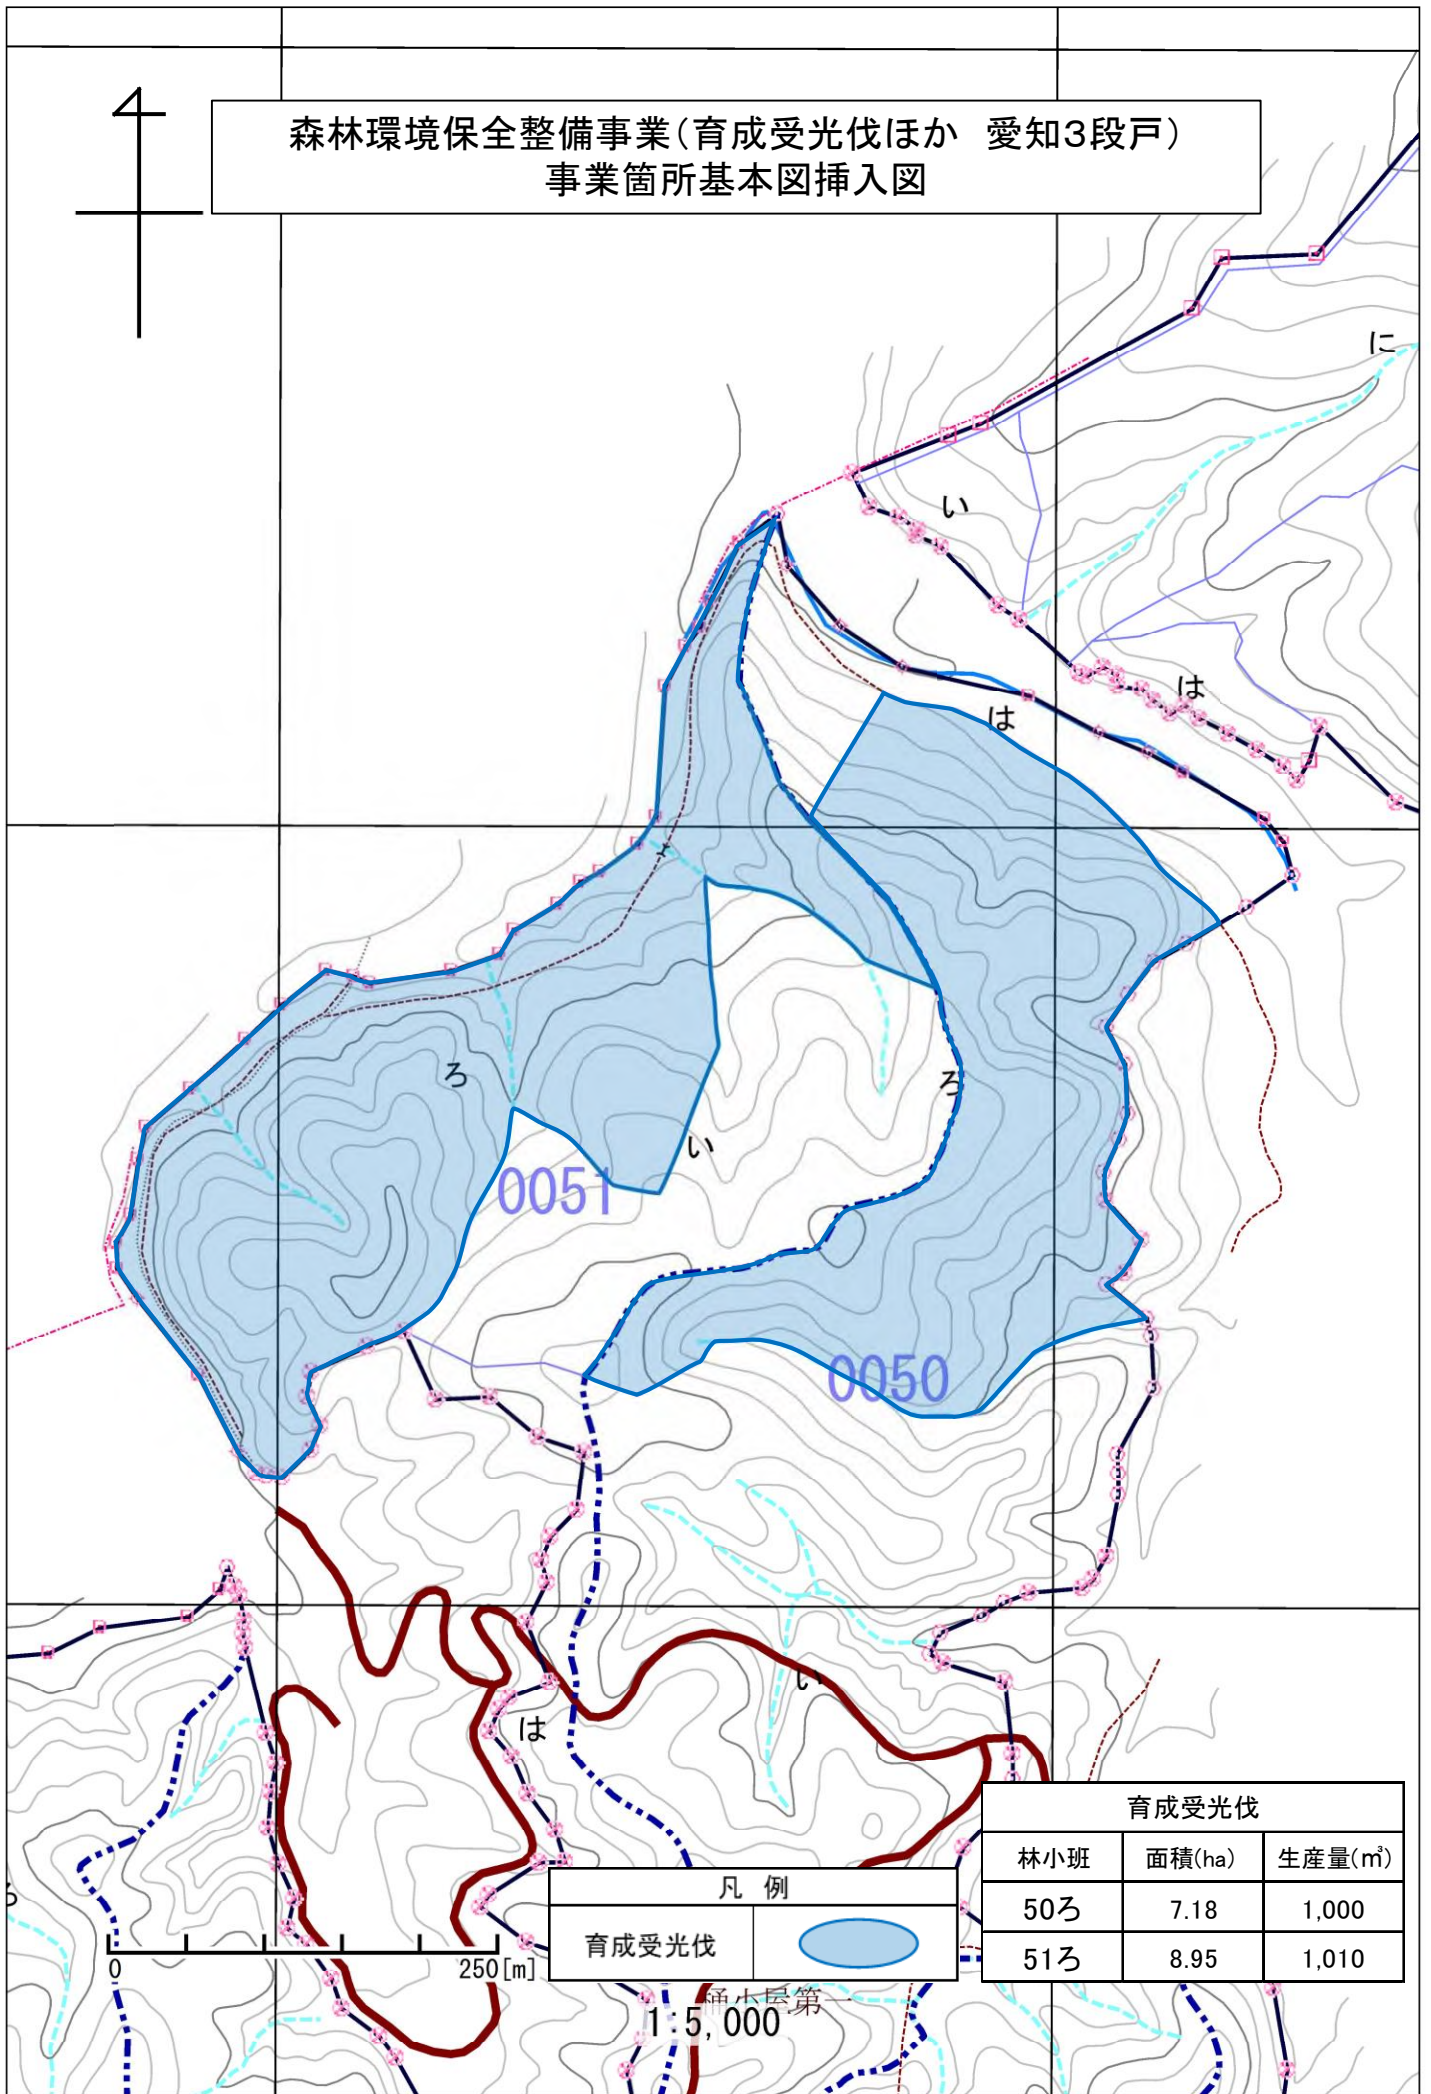 森林環境保全整備事業(育成受光伐ほか　愛知3段戸)
事業箇所基本図挿入図
に
い
は
は
ろ
ろ
い
0051
0050
い
は
ろ
育成受光伐
林小班 面積(ha) 生産量(㎥)
50ろ 7.18 1,000
51ろ 8.95 1,010
凡 例
育成受光伐
0 250[m]
1:5,000